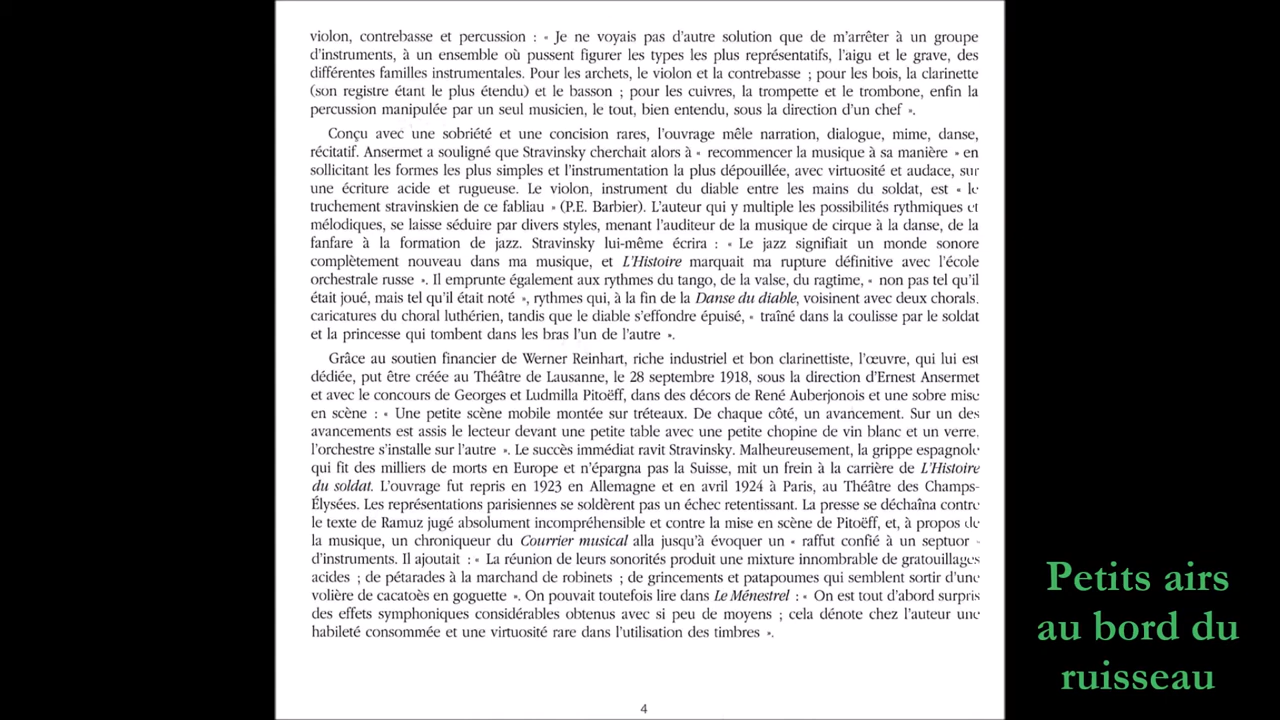 violon, contrebasse et percussion : « Je ne voyais pas d'autre solution que de m'arrêter à un groupe
d'instruments, à un ensemble où pussent figurer les types les plus représentatifs, l'aigu et le grave, des
différentes familles instrumentales. Pour les archets, le violon et la contrebasse ; pour les bois, la clarinette
(son registre étant le plus étendu) et le basson ; pour les cuivres, la trompette et le trombone, enfin la
percussion manipulée par un seul musicien, le tout, bien entendu, sous la direction d'un chef ».
Conçu avec une sobriété et une concision rares, l'ouvrage mêle narration, dialogue, mime, danse,
récitatif. Ansermet a souligné que Stravinsky cherchait alors à « recommencer la musique à sa manière » en
sollicitant les formes les plus simples et l'instrumentation la plus dépouillée, avec virtuosité et audace, sur
une écriture acide et rugueuse. Le violon, instrument du diable entre les mains du soldat, est « le
truchement stravinskien de ce fabliau » (P.E. Barbier). L'auteur qui y multiple les possibilités rythmiques et
mélodiques, se laisse séduire par divers styles, menant l'auditeur de la musique de cirque à la danse, de la
fanfare à la formation de jazz. Stravinsky lui-même écrira : « Le jazz signifiait un monde sonore
complètement nouveau dans ma musique, et L'Histoire marquait ma rupture définitive avec l'école
orchestrale russe ». Il emprunte également aux rythmes du tango, de la valse, du ragtime, « non pas tel qu'il
était joué, mais tel qu'il était noté », rythmes qui, à la fin de la Danse du diable, voisinent avec deux chorals,
caricatures du choral luthérien, tandis que le diable s'effondre épuisé, « traîné dans la coulisse par le soldat
et la princesse qui tombent dans les bras l'un de l'autre ».
Grâce au soutien financier de Werner Reinhart, riche industriel et bon clarinettiste, l'œuvre, qui lui est
dédiée, put être créée au Théâtre de Lausanne, le 28 septembre 1918, sous la direction d'Ernest Ansermet
et avec le concours de Georges et Ludmilla Pitoëff, dans des décors de René Auberjonois et une sobre mise
en scène : « Une petite scène mobile montée sur tréteaux. De chaque côté, un avancement. Sur un des
avancements est assis le lecteur devant une petite table avec une petite chopine de vin blanc et un verre,
l'orchestre s'installe sur l'autre ». Le succès immédiat ravit Stravinsky. Malheureusement, la grippe espagnole
qui fit des milliers de morts en Europe et n'épargna pas la Suisse, mit un frein à la carrière de L'Histoire
du soldat. L'ouvrage fut repris en 1923 en Allemagne et en avril 1924 à Paris, au Théâtre des Champs-
Élysées. Les représentations parisiennes se soldèrent pas un échec retentissant. La presse se déchaîna contre
le texte de Ramuz jugé absolument incompréhensible et contre la mise en scène de Pitoëff, et, à propos de
la musique, un chroniqueur du Courrier musical alla jusqu'à évoquer un « raffut confié à un septuor »
d'instruments. Il ajoutait : « La réunion de leurs sonorités produit une mixture innombrable de gratouillages
acides ; de pétarades à la marchand de robinets ; de grincements et patapoumes qui semblent sortir d'une
volière de cacatoès en goguette ». On pouvait toutefois lire dans Le Ménestrel : « On est tout d'abord surpris
des effets symphoniques considérables obtenus avec si peu de moyens ; cela dénote chez l'auteur une
habileté consommée et une virtuosité rare dans l'utilisation des timbres ».
4
Petits airs
au bord du
ruisseau